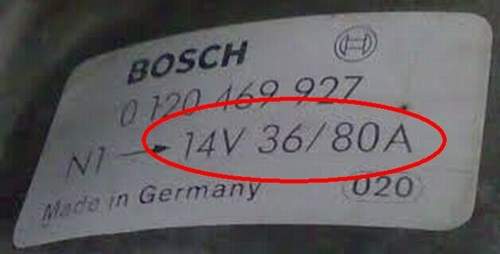 BOSCH
0 120 469 927
N1 → 14V 36/80A
Made in Germany 020